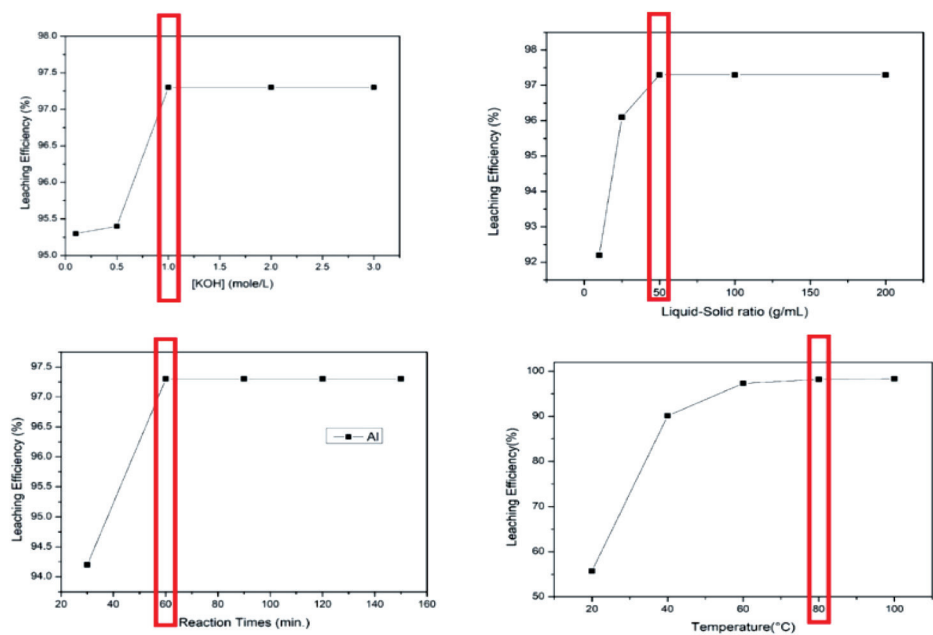 98.0
97.5
97.0
96.5
96.0
95.5
95.0
0.0 0.5 1.0 1.5 2.0 2.5 3.0
[KOH] (mole/L)
Leaching Efficiency (%)
98
97
96
95
94
93
92
0 50 100 150 200
Liquid-Solid ratio (g/mL)
Leaching Efficiency (%)
97.5
97.0
96.5
96.0
95.5
95.0
94.5
94.0
20 40 60 80 100 120 140 160
Reaction Times (min.)
Leaching Efficiency (%)
Al
100
90
80
70
60
50
20 40 60 80 100
Temperature(°C)
Leaching Efficiency(%)